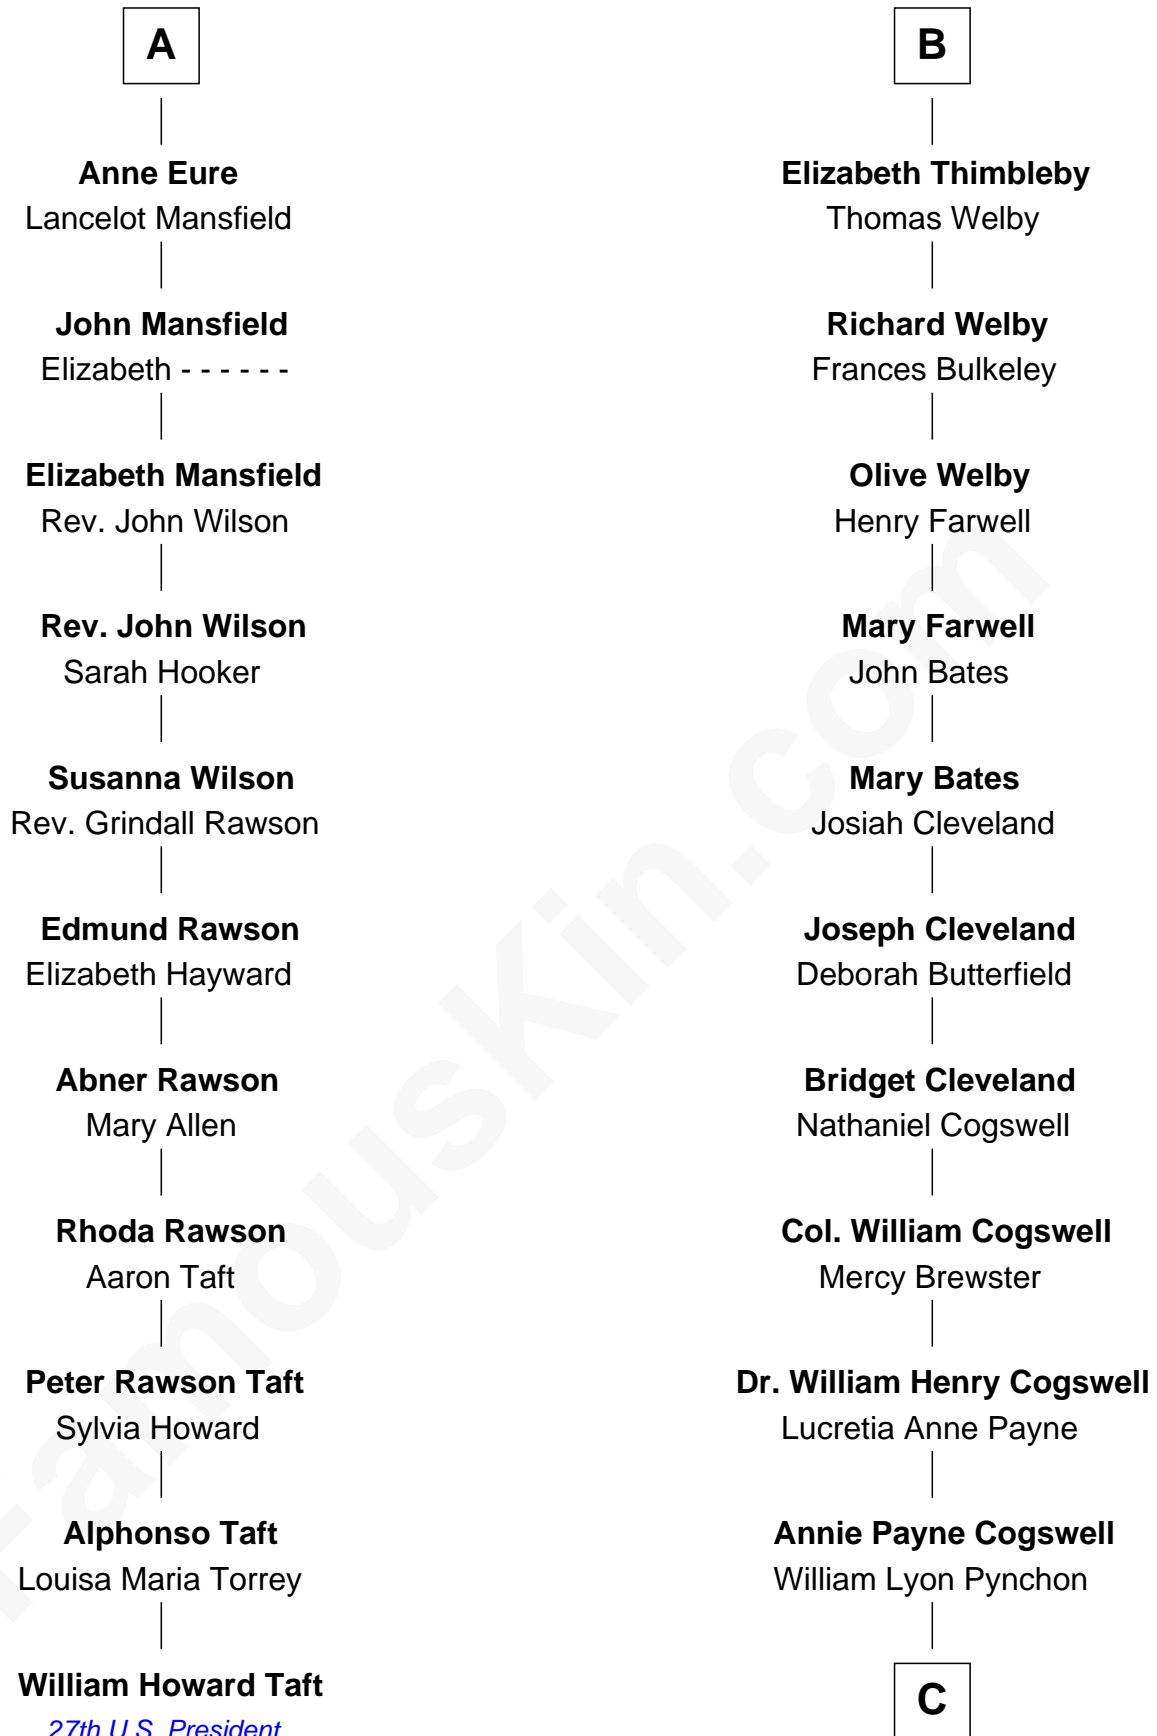 A
Anne Eure
Lancelot Mansfield
John Mansfield
Elizabeth - - - - - -
Elizabeth Mansfield
Rev. John Wilson
Rev. John Wilson
Sarah Hooker
Susanna Wilson
Rev. Grindall Rawson
Edmund Rawson
Elizabeth Hayward
Abner Rawson
Mary Allen
Rhoda Rawson
Aaron Taft
Peter Rawson Taft
Sylvia Howard
Alphonso Taft
Louisa Maria Torrey
William Howard Taft
27th U.S. President
B
Elizabeth Thimbleby
Thomas Welby
Richard Welby
Frances Bulkeley
Olive Welby
Henry Farwell
Mary Farwell
John Bates
Mary Bates
Josiah Cleveland
Joseph Cleveland
Deborah Butterfield
Bridget Cleveland
Nathaniel Cogswell
Col. William Cogswell
Mercy Brewster
Dr. William Henry Cogswell
Lucretia Anne Payne
Annie Payne Cogswell
William Lyon Pynchon
C
FamousKin.com